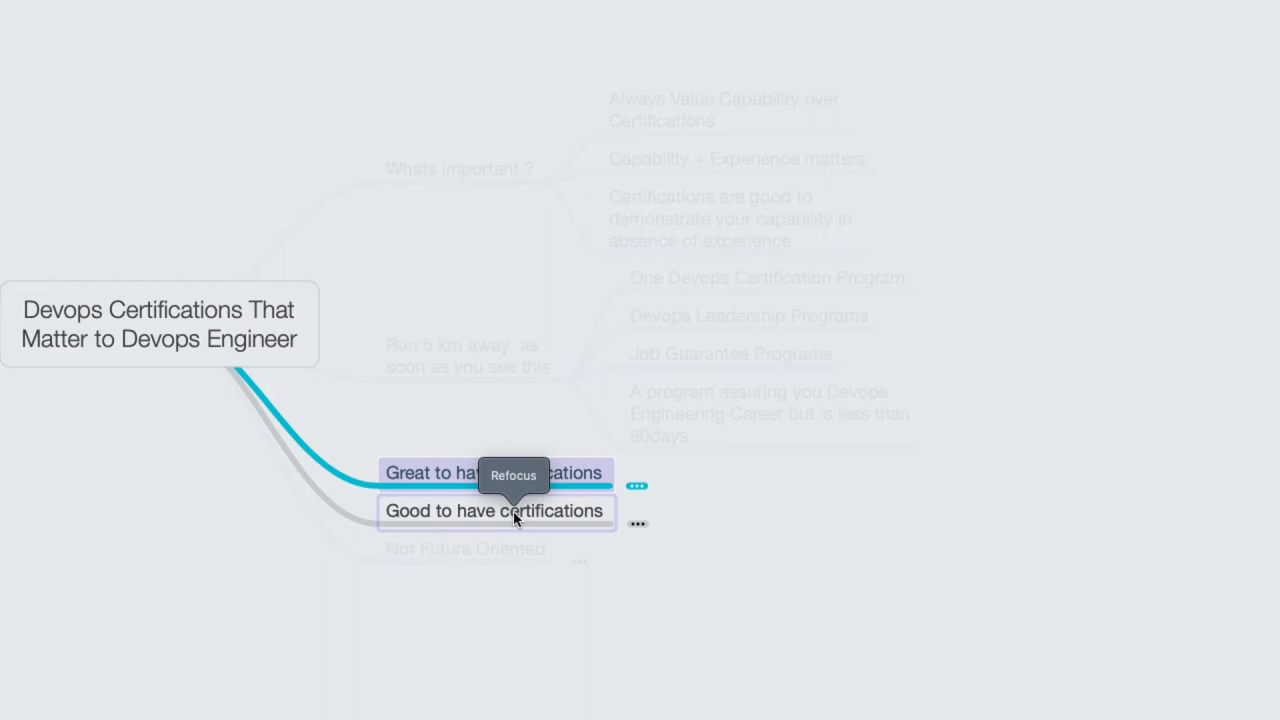 Always Value Capability over
Certifications
Whats important ?
Capability + Experience matters
Certifications are good to
demonstrate your capability in
absence of experience
One Devops Certification Program
Devops Certifications That
Matter to Devops Engineer
Devops Leadership Programs
Run 5 km away as
soon as you see this
Job Guarantee Programs
A program assuring you Devops
Engineering Career but is less than
90days
Great to ha
cations
Refocus
Good to have certifications
Not Future Oriented